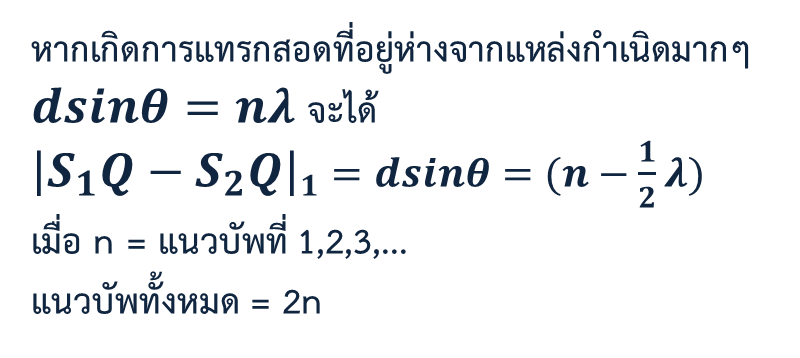 หากเกิดการแทรกสอดที่อยู่ห่างจากแหล่งกำเนิดมากๆ
dsinθ = nλ จะได้
|S₁Q − S₂Q|₁ = dsinθ = (n − ½ λ)
เมื่อ n = แนวบัพที่ 1,2,3,...
แนวบัพทั้งหมด = 2n